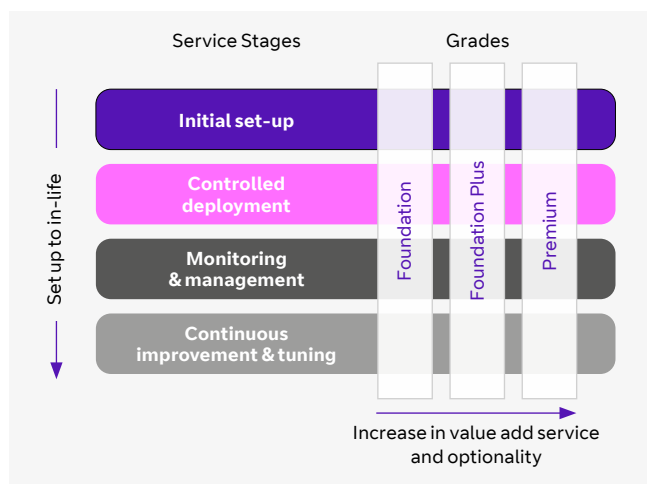 Service Stages
Grades
Initial set-up
Controlled
deployment
Monitoring
& management
Continuous
improvement & tuning
Set up to in-life
Foundation
Foundation Plus
Premium
Increase in value add service
and optionality